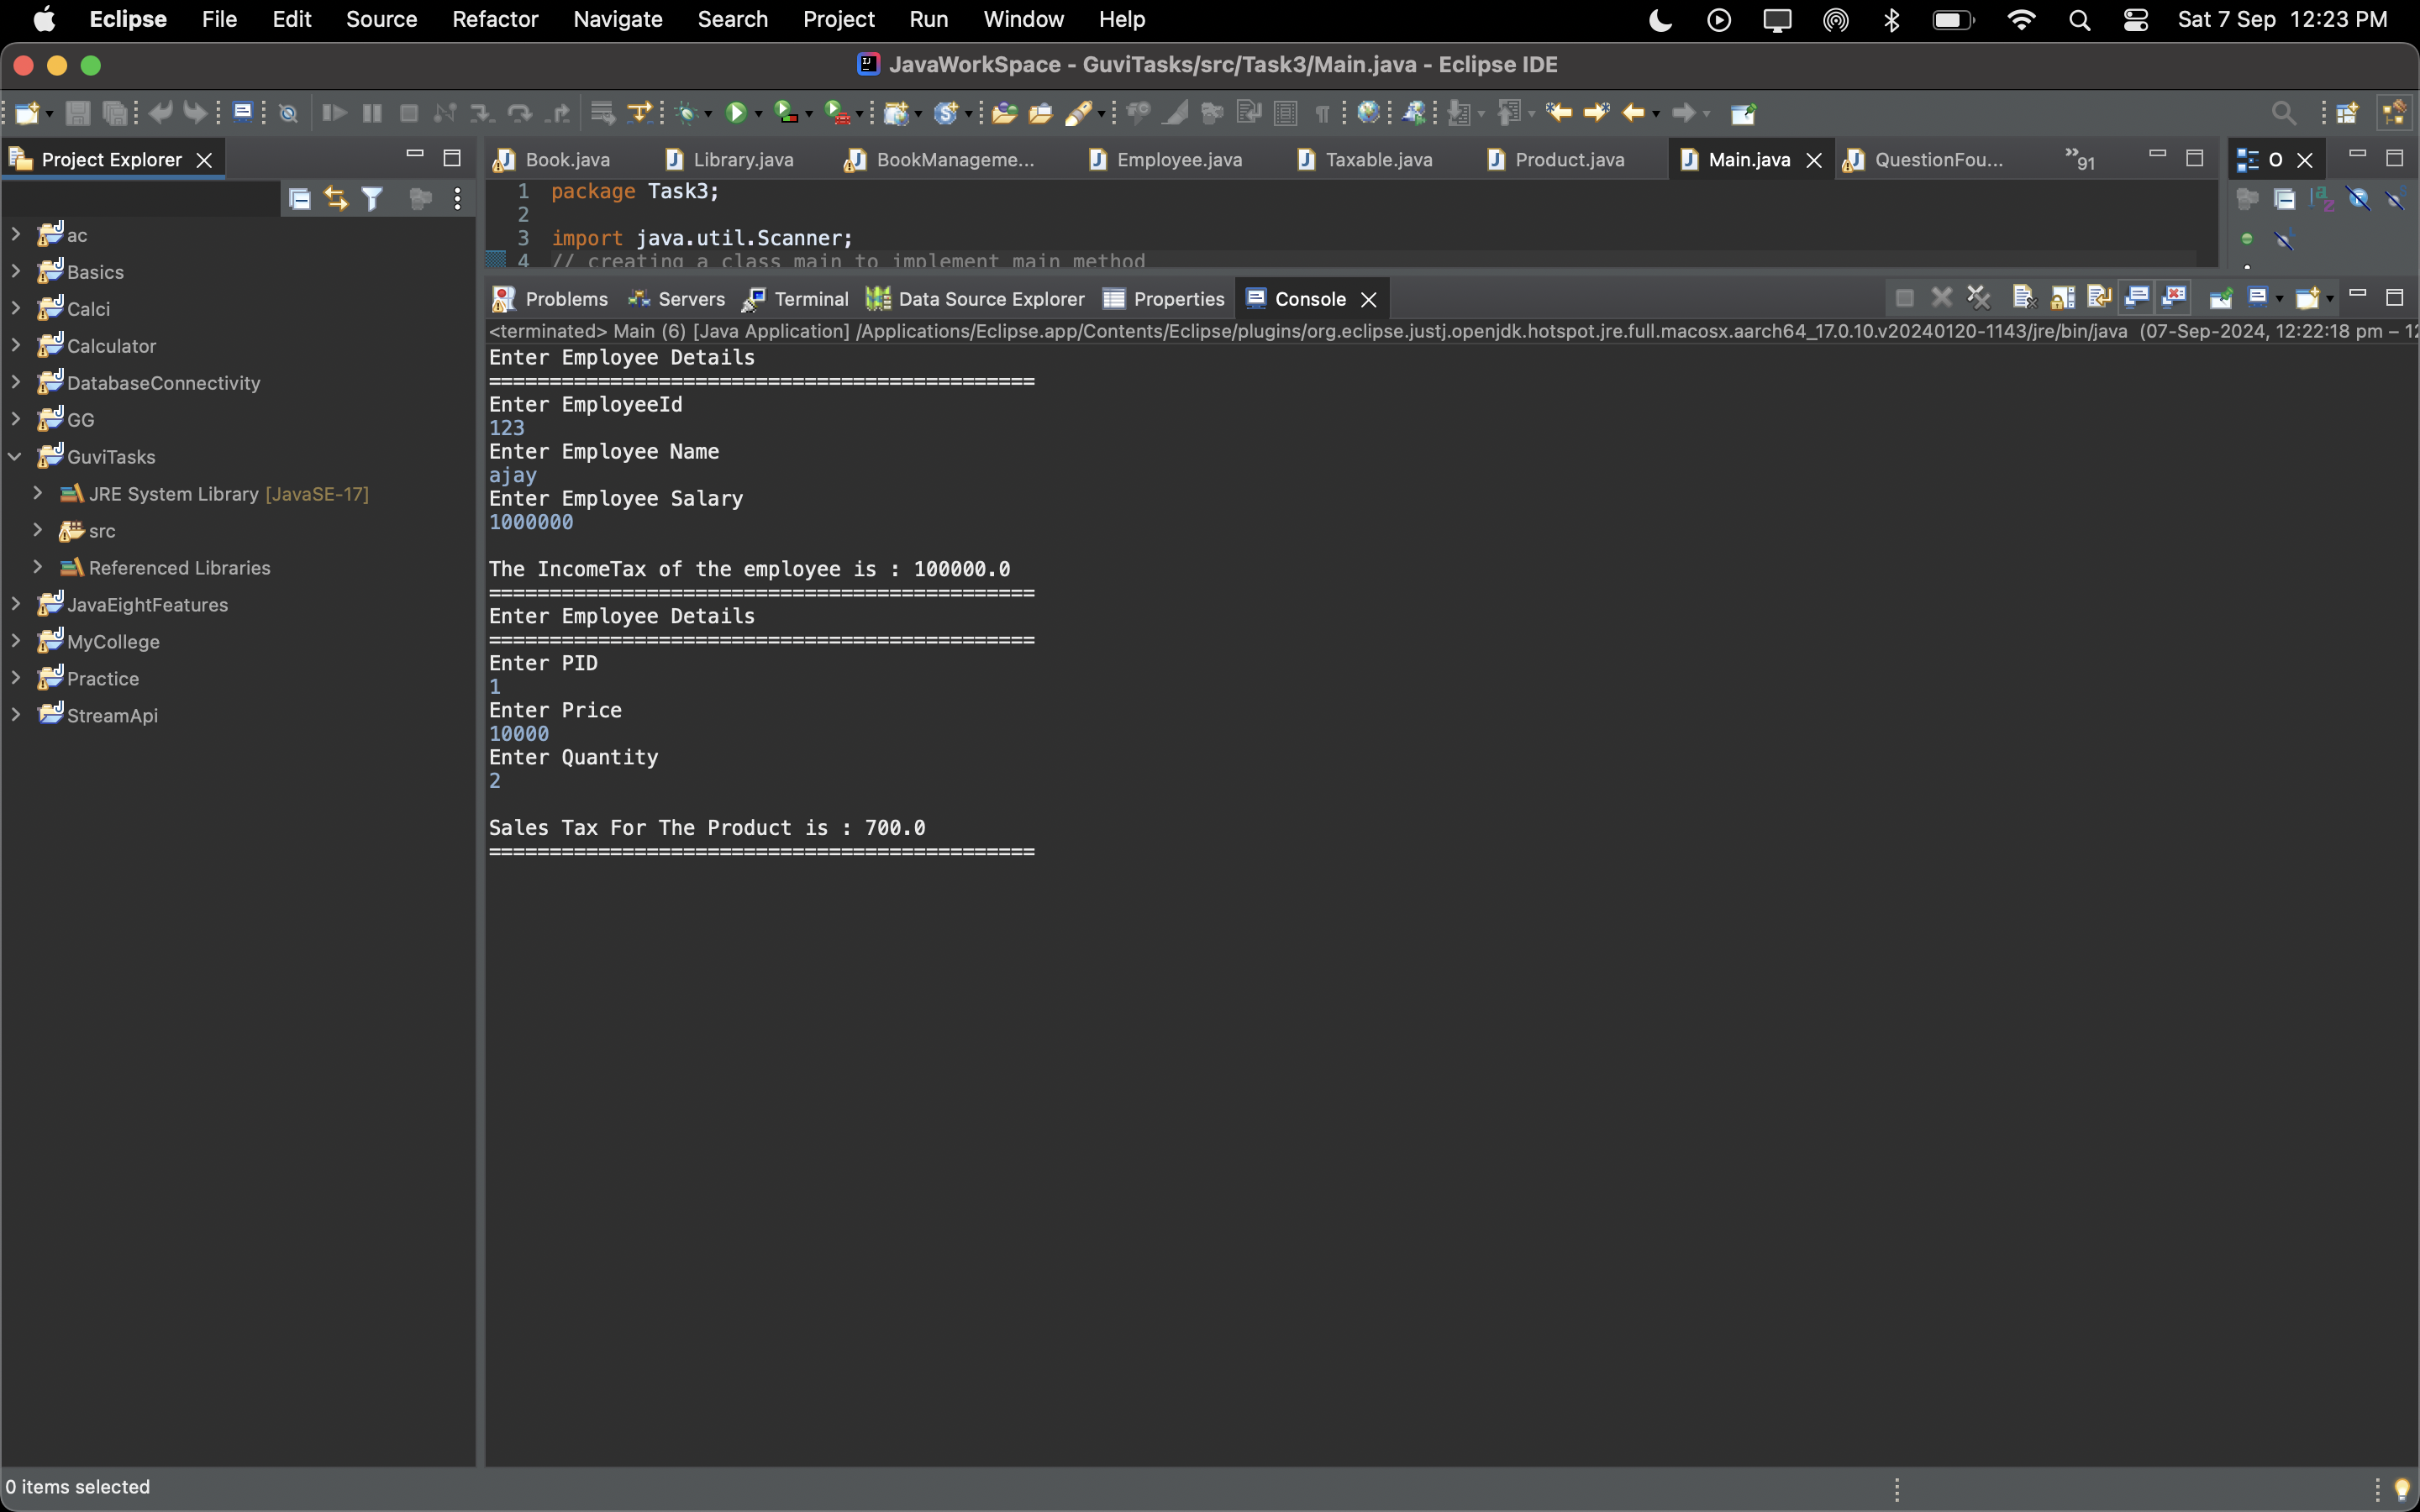 Eclipse File Edit Source Refactor Navigate Search Project Run Window Help Sat 7 Sep 12:23 PM
JavaWorkSpace - GuviTasks/src/Task3/Main.java - Eclipse IDE
Project Explorer
ac
Basics
Calci
Calculator
DatabaseConnectivity
GG
GuviTasks
JRE System Library [JavaSE-17]
src
Referenced Libraries
JavaEightFeatures
MyCollege
Practice
StreamApi
Book.java Library.java BookManageme... Employee.java Taxable.java Product.java Main.java QuestionFou... »91
O
1 package Task3;
2
3 import java.util.Scanner;
4 // creating a class main to implement main method
Problems Servers Terminal Data Source Explorer Properties Console
<terminated> Main (6) [Java Application] /Applications/Eclipse.app/Contents/Eclipse/plugins/org.eclipse.justj.openjdk.hotspot.jre.full.macosx.aarch64_17.0.10.v20240120-1143/jre/bin/java (07-Sep-2024, 12:22:18 pm – 12
Enter Employee Details
=============================================
Enter EmployeeId
123
Enter Employee Name
ajay
Enter Employee Salary
1000000
The IncomeTax of the employee is : 100000.0
=============================================
Enter Employee Details
=============================================
Enter PID
1
Enter Price
10000
Enter Quantity
2
Sales Tax For The Product is : 700.0
=============================================
0 items selected